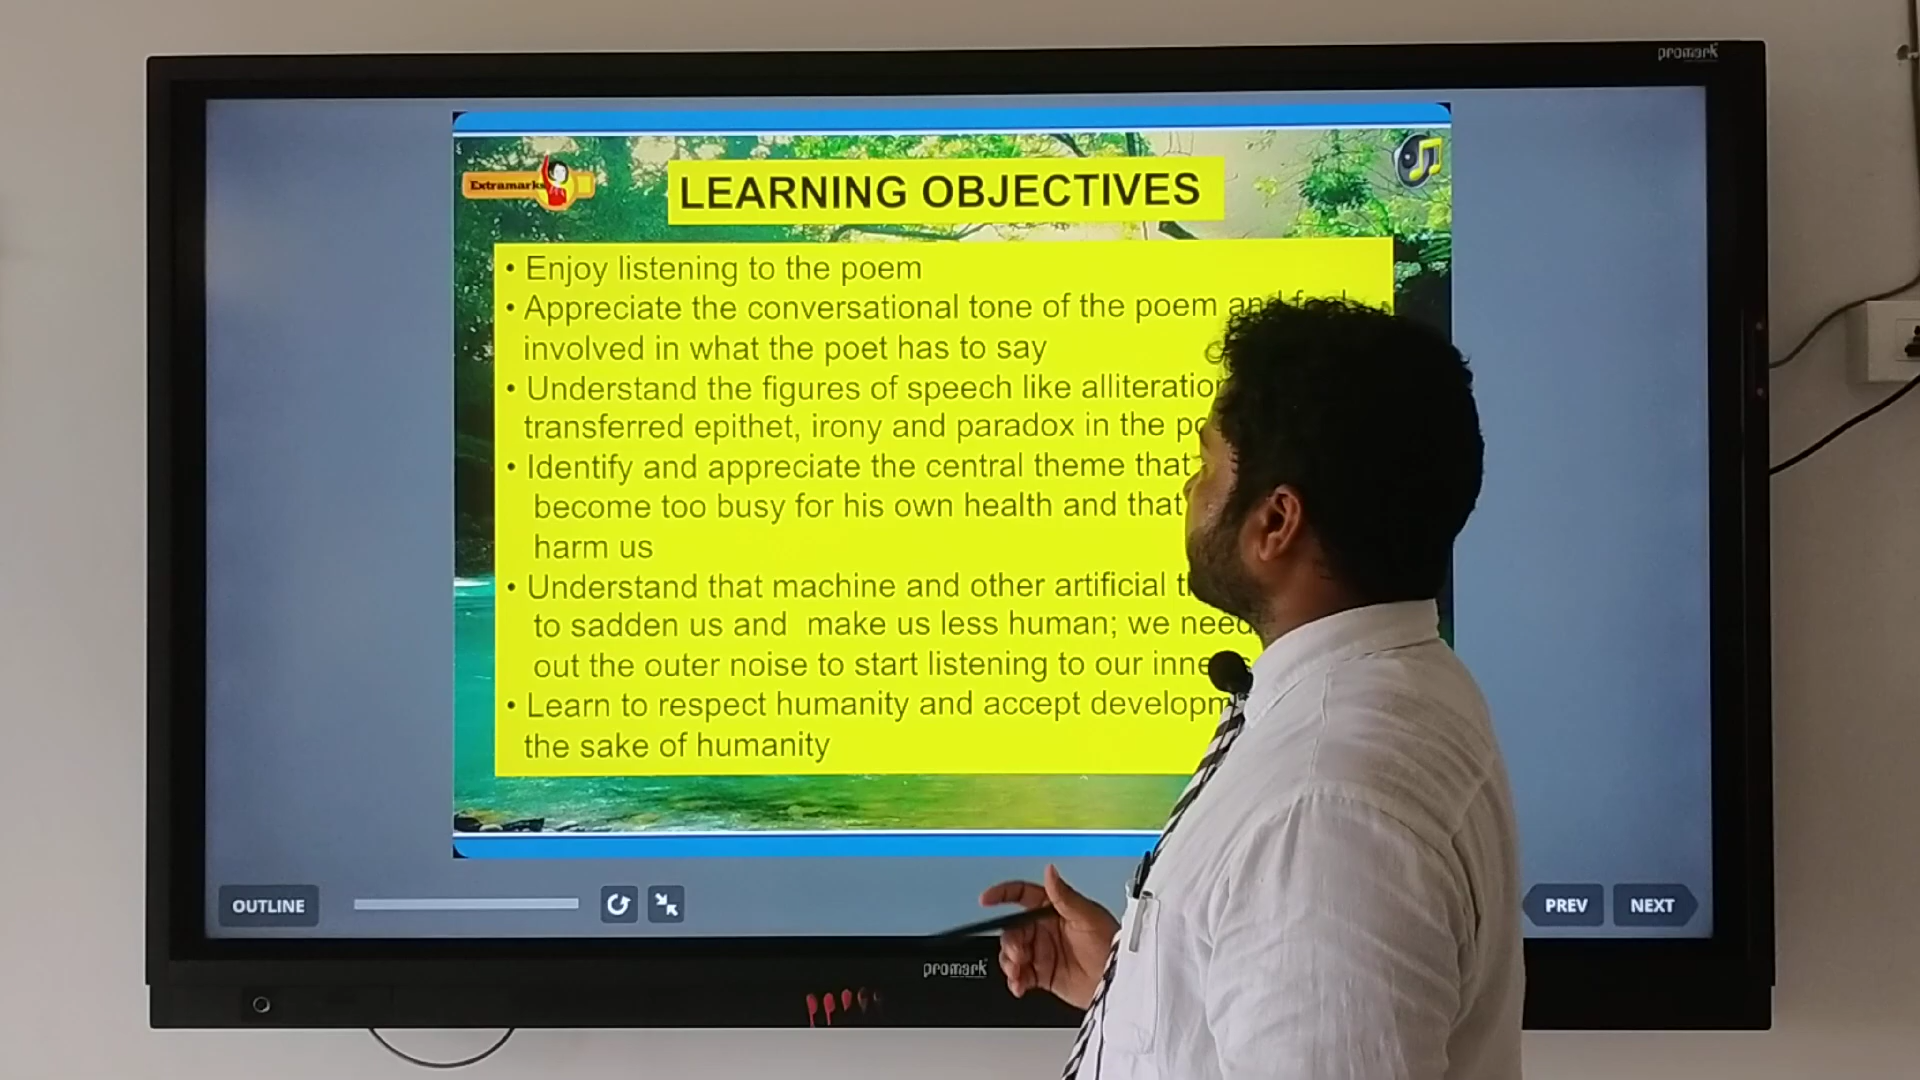 promark
Extramarks
LEARNING OBJECTIVES
• Enjoy listening to the poem
• Appreciate the conversational tone of the poem and feel
involved in what the poet has to say
• Understand the figures of speech like
transferred epithet, irony and paradox in the
• Identify and appreciate the central theme that
become too busy for his own health and that
harm us
• Understand that machine and other artificial
to sadden us and make us less human; we need
out the outer noise to start listening to our
• Learn to respect humanity and accept
the sake of humanity
OUTLINE
PREV
NEXT
promark